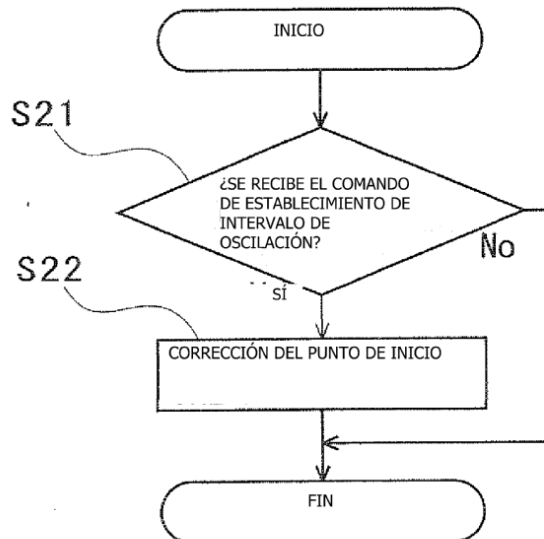 INICIO
S21
¿SE RECIBE EL COMANDO
DE ESTABLECIMIENTO DE
INTERVALO DE
OSCILACIÓN?
No
S22
SÍ
CORRECCIÓN DEL PUNTO DE INICIO
FIN